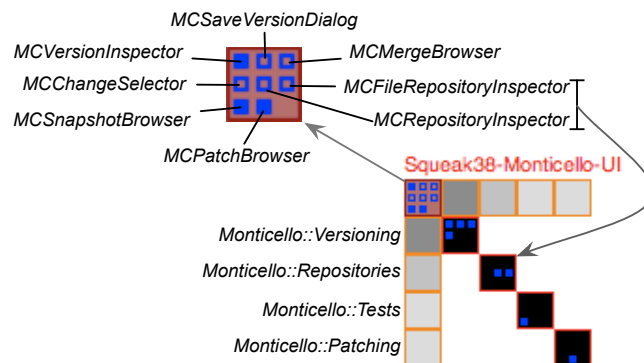 MCSaveVersionDialog
MCVersionInspector
MCMergeBrowser
MCChangeSelector
MCFileRepositoryInspector
MCSnapshotBrowser
MCRepositoryInspector
MCPatchBrowser
Squeak38-Monticello-UI
Monticello::Versioning
Monticello::Repositories
Monticello::Tests
Monticello::Patching